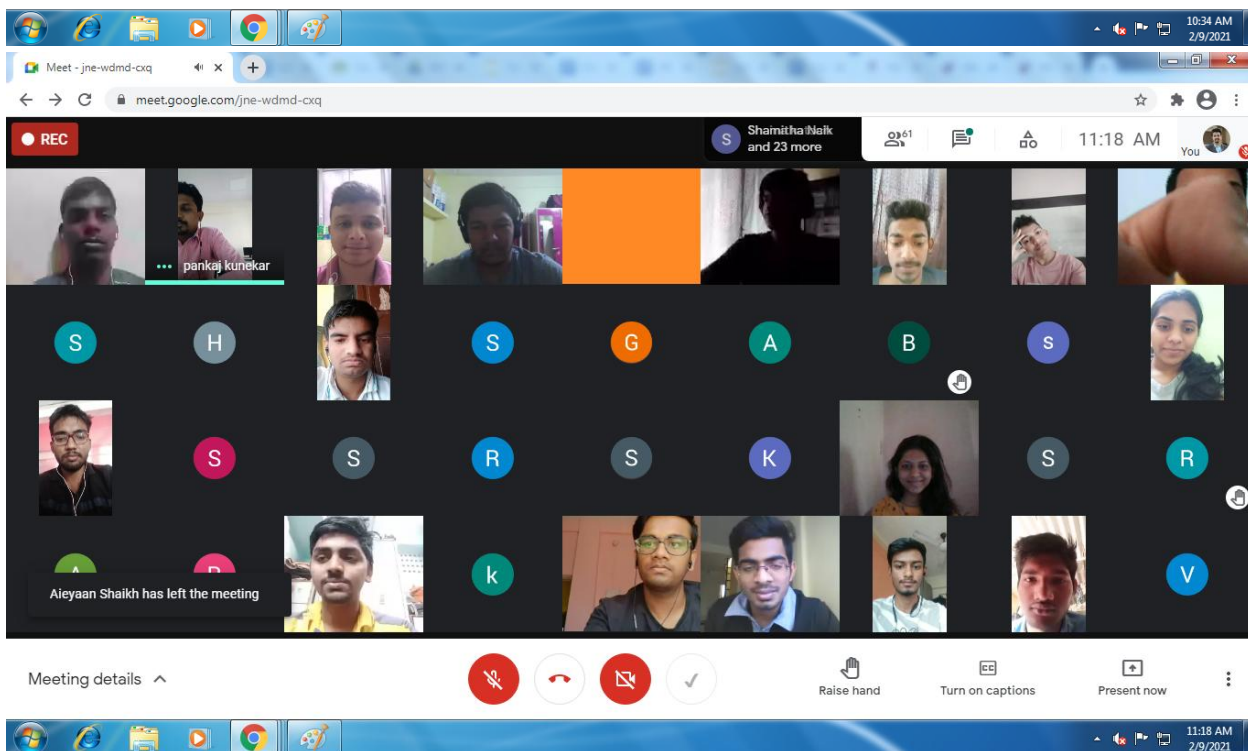 10:34 AM
2/9/2021
Meet - jne-wdmd-cxq
meet.google.com/jne-wdmd-cxq
REC
S
and 23 more
61
11:18 AM
You
pankaj kunekar
S
H
S
G
A
B
s
S
S
R
S
K
S
R
k
V
Aieyaan Shaikh has left the meeting
Meeting details
Raise hand
CC
Turn on captions
Present now
11:18 AM
2/9/2021